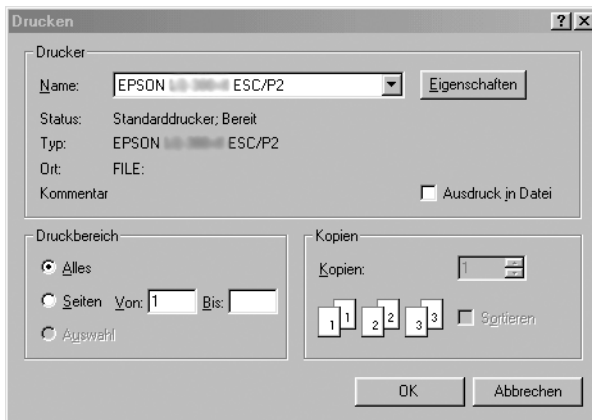 Drucken
Drucker
Name: EPSON ESC/P2 Eigenschaften
Status: Standarddrucker; Bereit
Typ: EPSON ESC/P2
Ort: FILE:
Kommentar Ausdruck in Datei
Druckbereich
Alles
Seiten Von: 1 Bis:
Auswahl
Kopien
Kopien: 1
1 1 2 2 3 3 Sortieren
OK Abbrechen